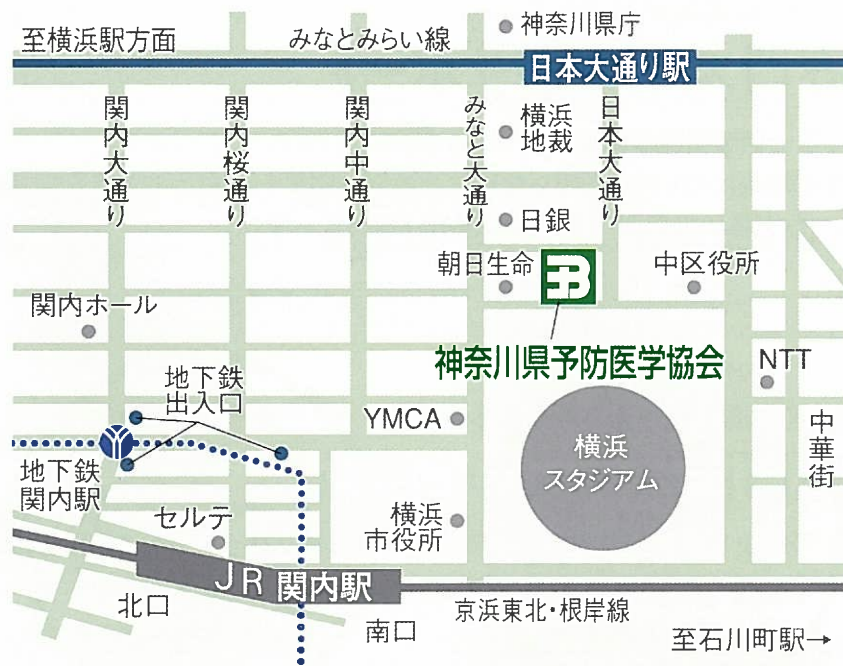 神奈川県庁
至横浜駅方面
みなとみらい線
日本大通り駅
関内大通り
関内桜通り
関内中通り
みなと大通り
横浜
地裁
日本大通り
日銀
朝日生命
中区役所
関内ホール
神奈川県予防医学協会
NTT
地下鉄
出入口
YMCA
横浜
スタジアム
中華街
地下鉄
関内駅
セルテ
横浜
市役所
JR 関内駅
北口
南口
京浜東北・根岸線
至石川町駅→